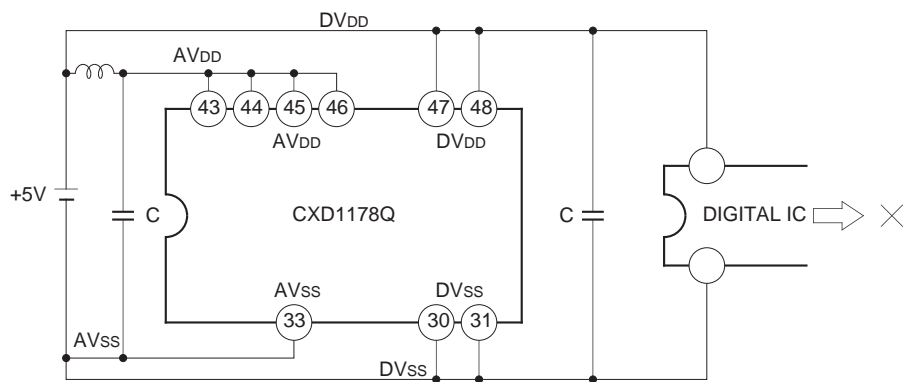 DVDD
AVDD
43 44 45 46 47 48
AVDD DVDD
+5V C CXD1178Q C DIGITAL IC
AVSS DVSS
33 30 31
AVSS
DVSS